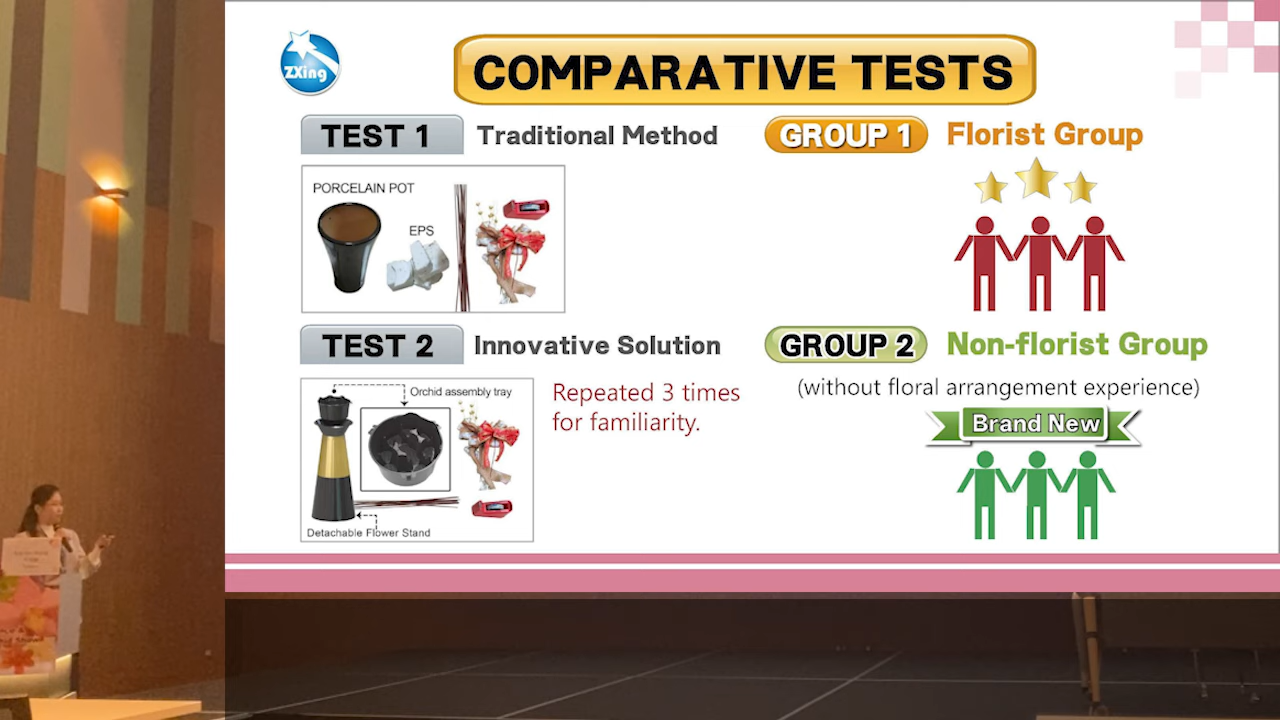 ZXing
COMPARATIVE TESTS
TEST 1 Traditional Method
PORCELAIN POT
EPS
GROUP 1 Florist Group
TEST 2 Innovative Solution
Orchid assembly tray
Detachable Flower Stand
Repeated 3 times
for familiarity.
GROUP 2 Non-florist Group
(without floral arrangement experience)
Brand New